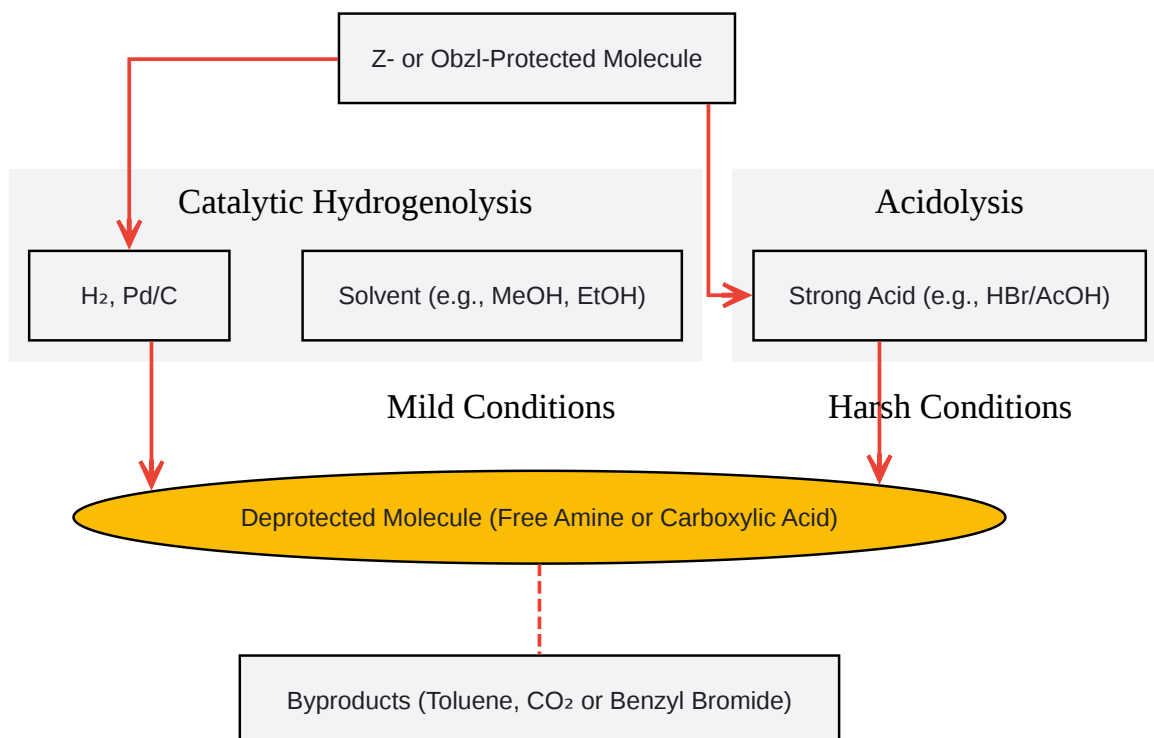 Z- or Obzl-Protected Molecule
Catalytic Hydrogenolysis
Acidolysis
H₂, Pd/C
Solvent (e.g., MeOH, EtOH)
Strong Acid (e.g., HBr/AcOH)
Mild Conditions
Harsh Conditions
Deprotected Molecule (Free Amine or Carboxylic Acid)
Byproducts (Toluene, CO₂ or Benzyl Bromide)